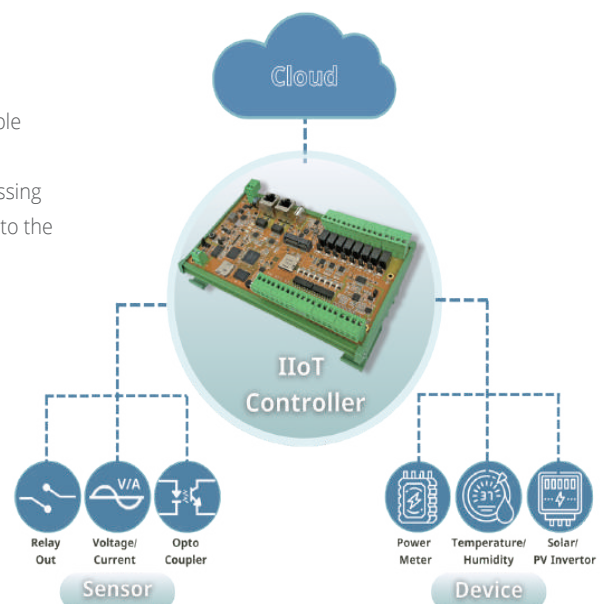 Cloud
ple
ssing
to the
IIoT
Controller
V/A
Relay
Out
Voltage/
Current
Opto
Coupler
Power
Meter
Temperature/
Humidity
Solar/
PV Invertor
Sensor
Device